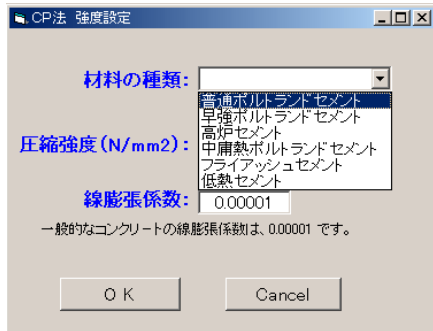 CP法 強度設定
材料の種類:
普通ポルトランドセメント
早強ポルトランドセメント
高炉セメント
中庸熱ポルトランドセメント
フライアッシュセメント
低熱セメント
圧縮強度(N/mm2):
線膨張係数: 0.00001
一般的なコンクリートの線膨張係数は、0.00001 です。
OK Cancel